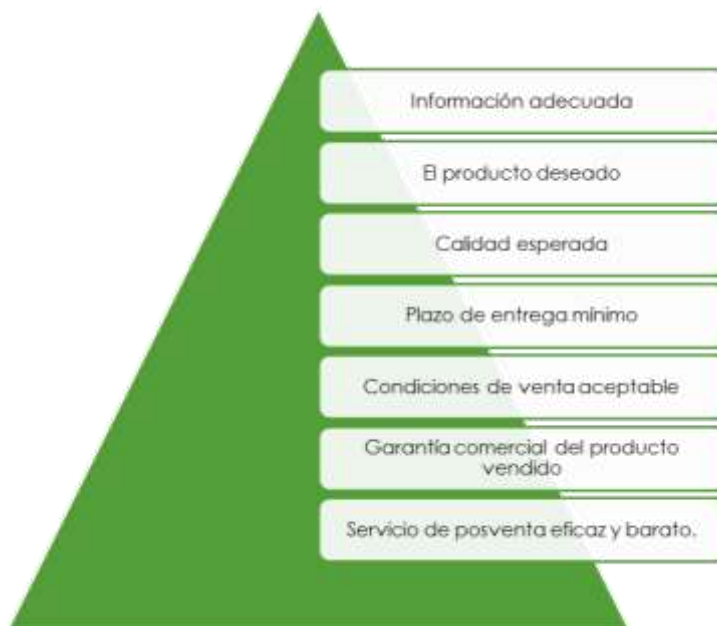 Información adecuada
El producto deseado
Calidad esperada
Plazo de entrega mínimo
Condiciones de venta aceptable
Garantía comercial del producto
vendido
Servicio de posventa eficaz y barato.